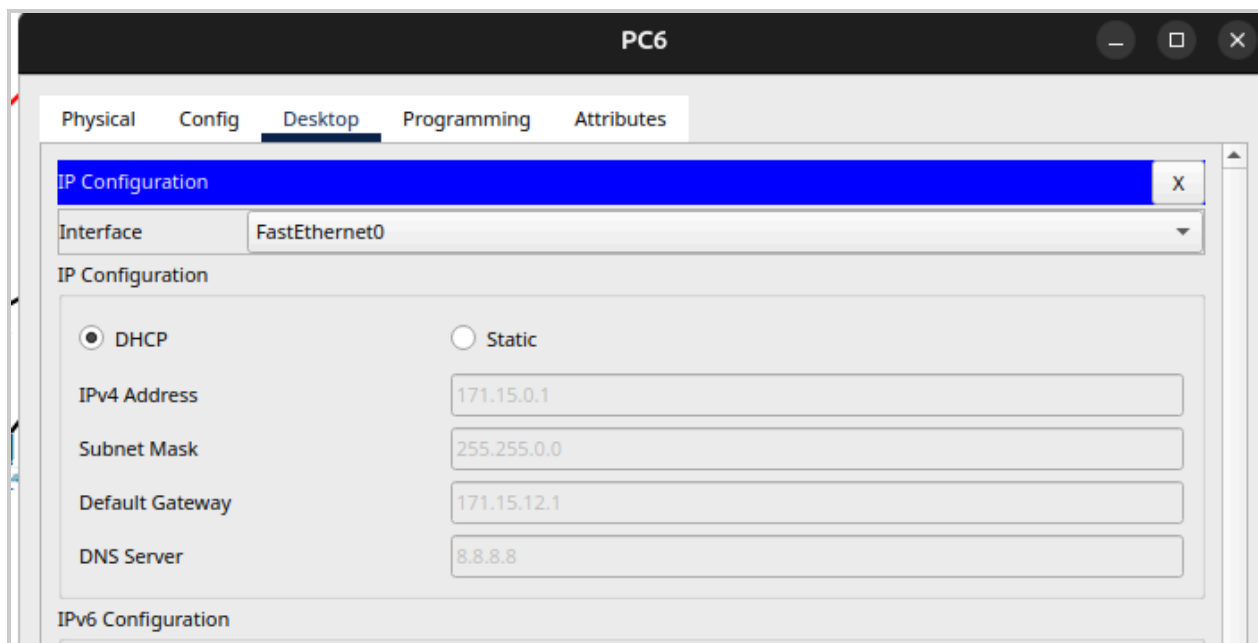 PC6
Physical Config Desktop Programming Attributes
IP Configuration X
Interface FastEthernet0
IP Configuration
DHCP Static
IPv4 Address 171.15.0.1
Subnet Mask 255.255.0.0
Default Gateway 171.15.12.1
DNS Server 8.8.8.8
IPv6 Configuration